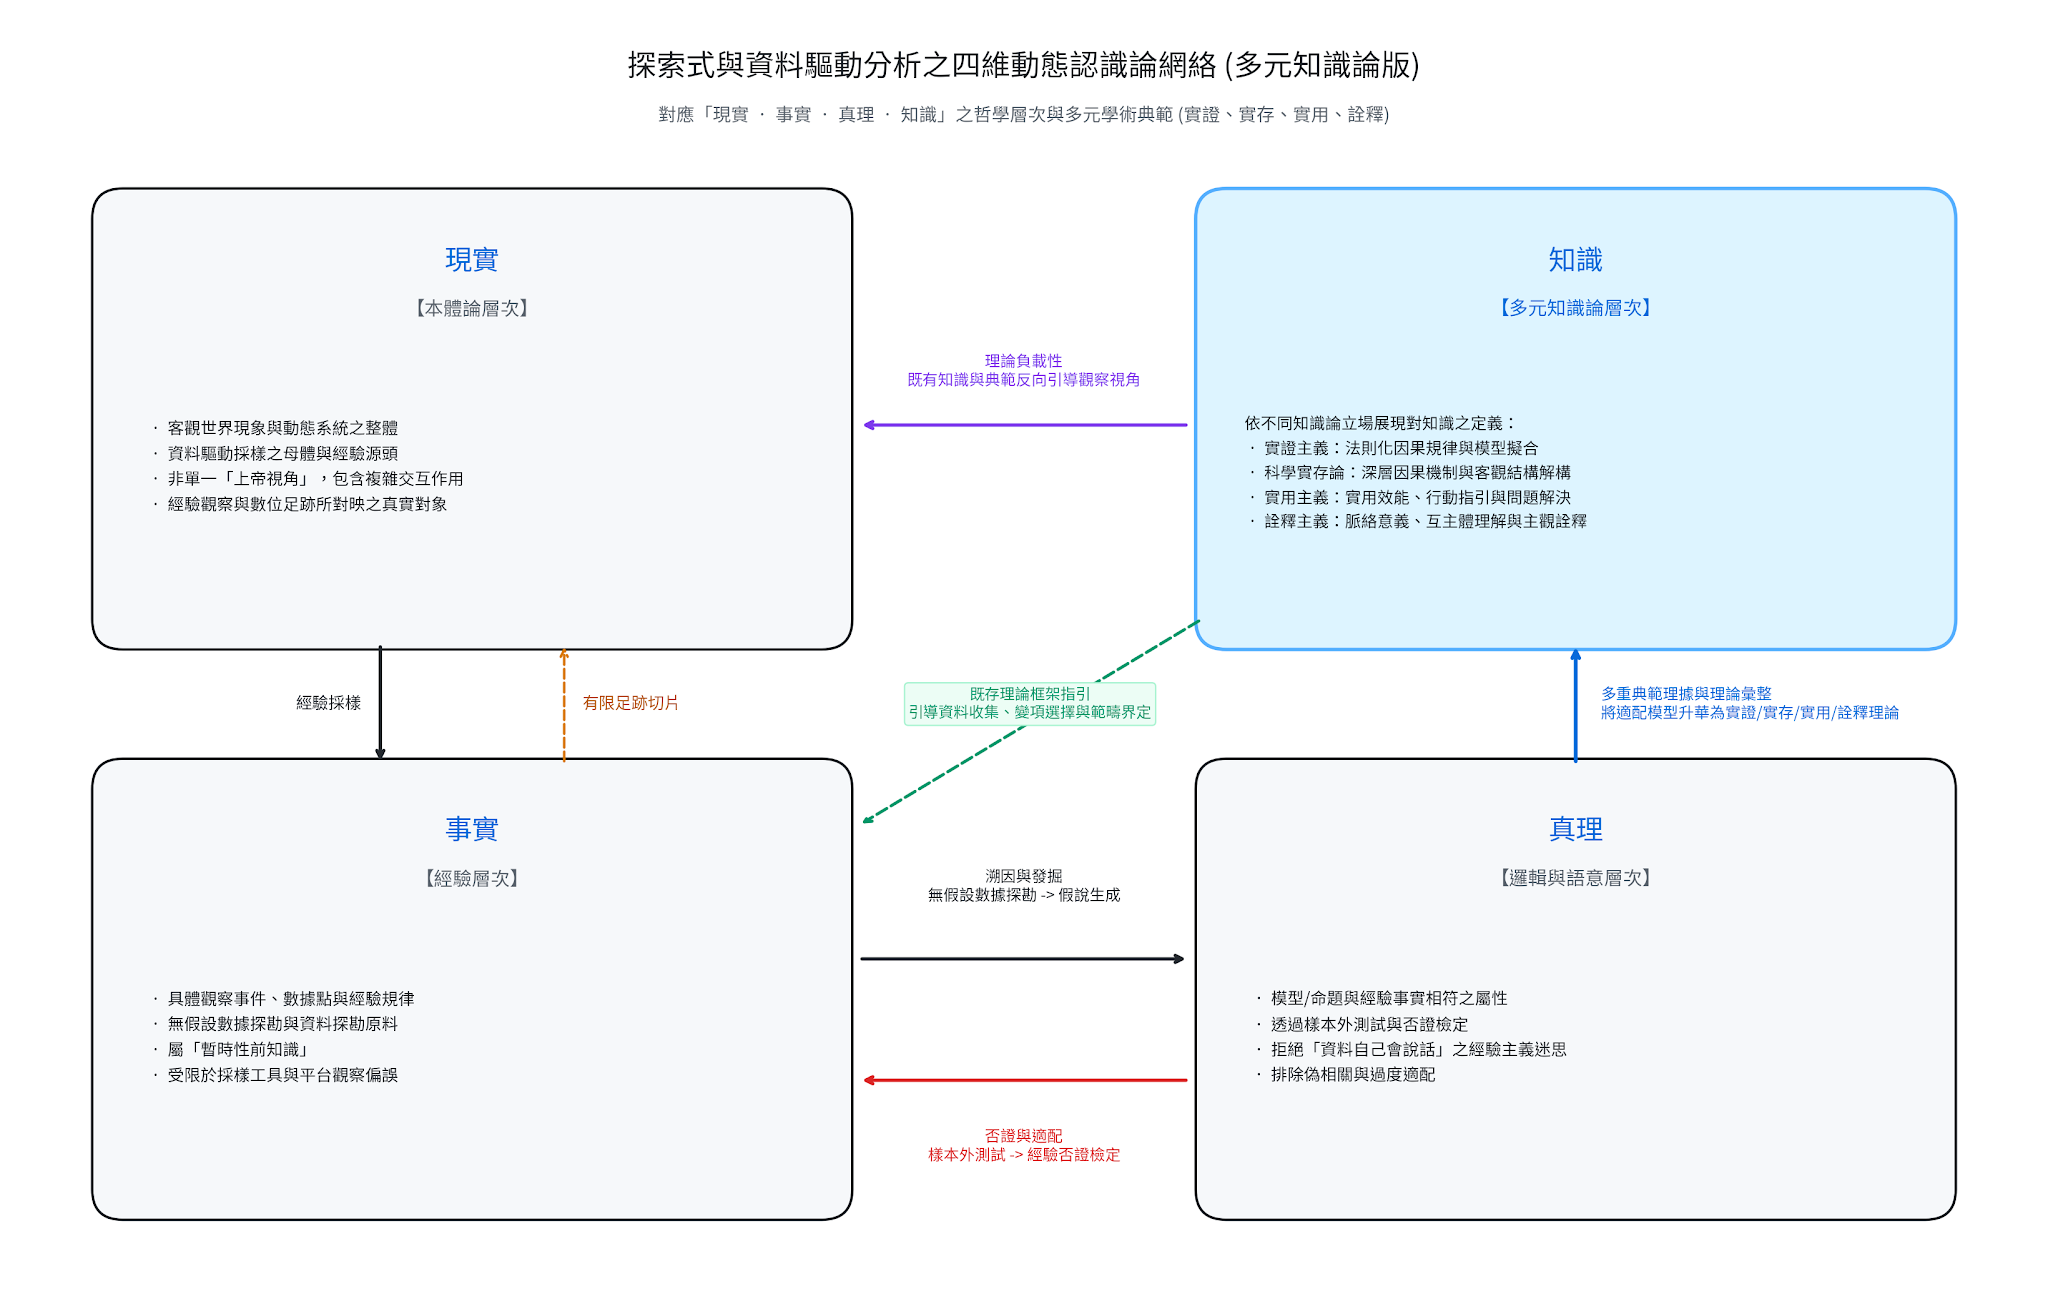 探索式與資料驅動分析之四維動態認識論網絡 (多元知識論版)
對應「現實 · 事實 · 真理 · 知識」之哲學層次與多元學術典範 (實證、實存、實用、詮釋)
現實
【本體論層次】
· 客觀世界現象與動態系統之整體
· 資料驅動採樣之母體與經驗源頭
· 非單一「上帝視角」，包含複雜交互作用
· 經驗觀察與數位足跡所對映之真實對象
理論負載性
既有知識與典範反向引導觀察視角
知識
【多元知識論層次】
依不同知識論立場展現對知識之定義：
· 實證主義：法則化因果規律與模型擬合
· 科學實存論：深層因果機制與客觀結構解構
· 實用主義：實用效能、行動指引與問題解決
· 詮釋主義：脈絡意義、互主體理解與主觀詮釋
經驗採樣
有限足跡切片
既存理論框架指引
引導資料收集、變項選擇與範疇界定
多重典範理據與理論彙整
將適配模型升華為實證/實存/實用/詮釋理論
事實
【經驗層次】
· 具體觀察事件、數據點與經驗規律
· 無假設數據探勘與資料探勘原料
· 屬「暫時性前知識」
· 受限於採樣工具與平台觀察偏誤
溯因與發掘
無假設數據探勘 -> 假說生成
否證與適配
樣本外測試 -> 經驗否證檢定
真理
【邏輯與語意層次】
· 模型/命題與經驗事實相符之屬性
· 透過樣本外測試與否證檢定
· 拒絕「資料自己會說話」之經驗主義迷思
· 排除偽相關與過度適配